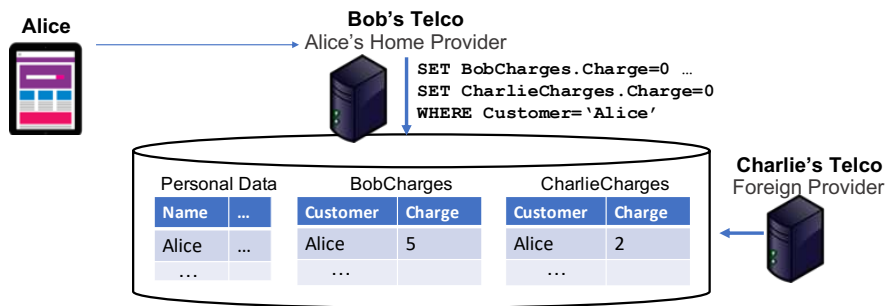 Alice
Bob's Telco
Alice's Home Provider
SET BobCharges.Charge=0 …
SET CharlieCharges.Charge=0
WHERE Customer=‘Alice’
Charlie's Telco
Foreign Provider
Personal Data
BobCharges
CharlieCharges
Name …
Customer Charge
Customer Charge
Alice …
Alice 5
Alice 2
…
…
…